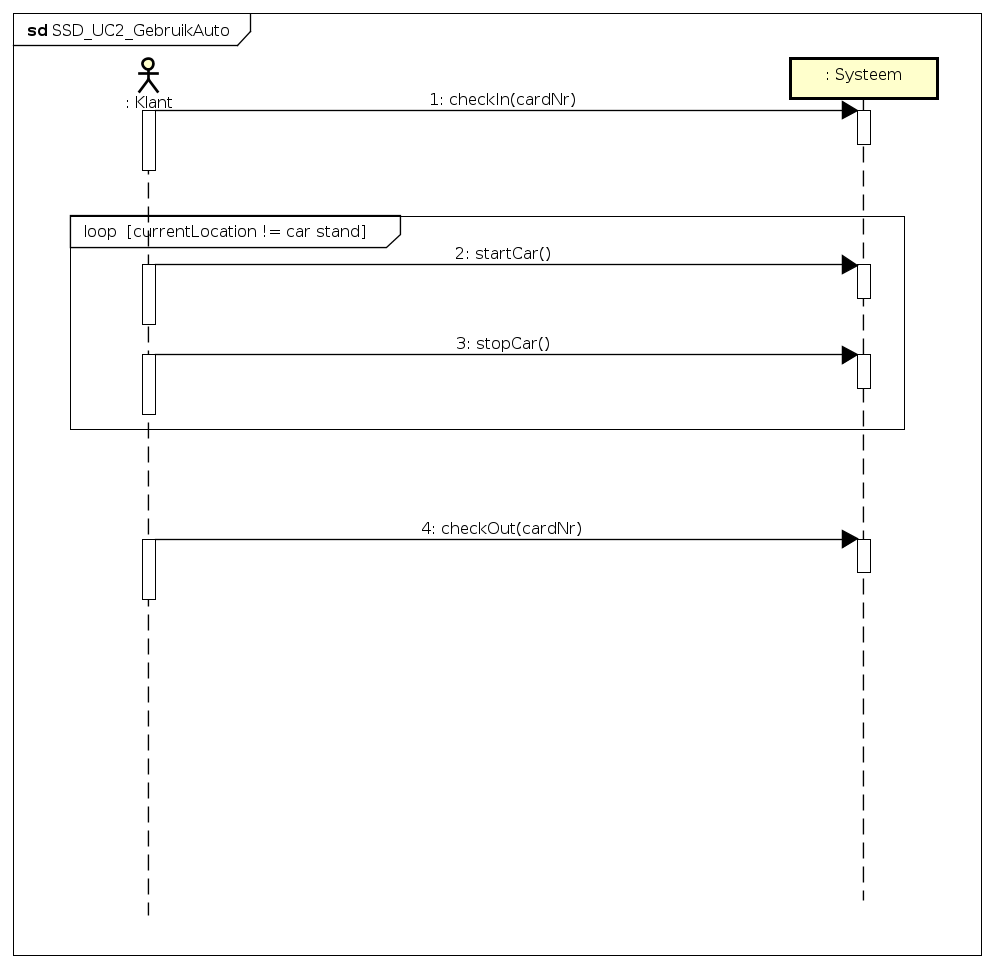 sd SSD_UC2_GebruikAuto
: Klant
: Systeem
1: checkIn(cardNr)
loop [currentLocation != car stand]
2: startCar()
3: stopCar()
4: checkOut(cardNr)